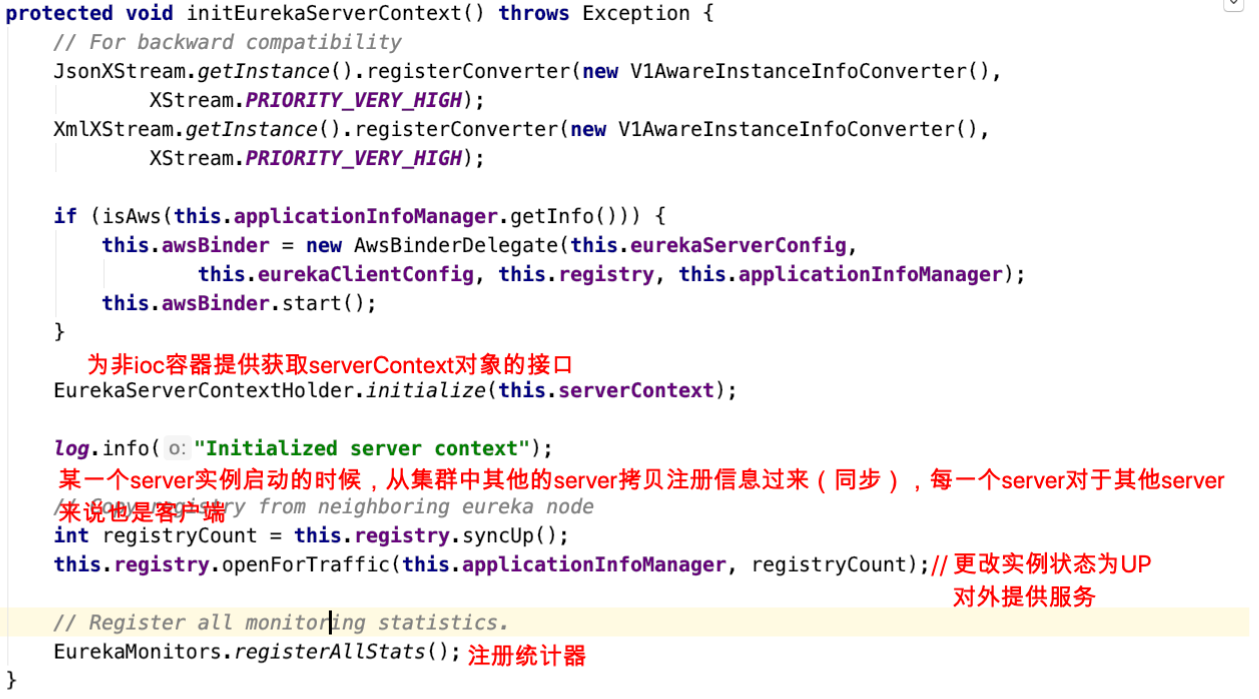 protected void initEurekaServerContext() throws Exception {
// For backward compatibility
JsonXStream.getInstance().registerConverter(new V1AwareInstanceInfoConverter(),
XStream.PRIORITY_VERY_HIGH);
XmlXStream.getInstance().registerConverter(new V1AwareInstanceInfoConverter(),
XStream.PRIORITY_VERY_HIGH);
if (isAws(this.applicationInfoManager.getInfo())) {
this.awsBinder = new AwsBinderDelegate(this.eurekaServerConfig,
this.eurekaClientConfig, this.registry, this.applicationInfoManager);
this.awsBinder.start();
}
为非ioc容器提供获取serverContext对象的接口
EurekaServerContextHolder.initialize(this.serverContext);
log.info( o: "Initialized server context");
某一个server实例启动的时候，从集群中其他的server拷贝注册信息过来（同步），每一个server对于其他server
来说也是客户端
// Copy registry from neighboring eureka node
int registryCount = this.registry.syncUp();
this.registry.openForTraffic(this.applicationInfoManager, registryCount);// 更改实例状态为UP
对外提供服务
// Register all monitoring statistics.
EurekaMonitors.registerAllStats(); 注册统计器
}